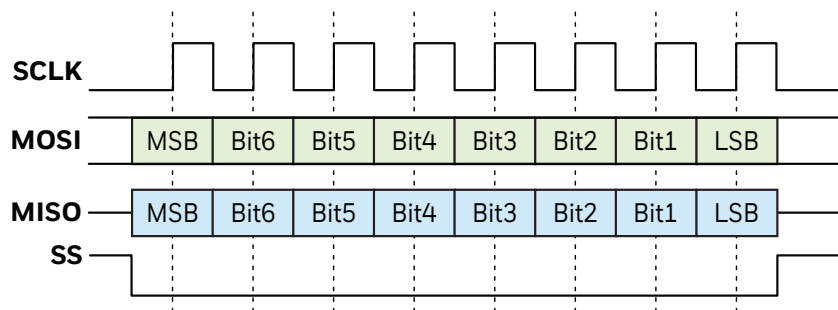 SCLK
MOSI MSB Bit6 Bit5 Bit4 Bit3 Bit2 Bit1 LSB
MISO MSB Bit6 Bit5 Bit4 Bit3 Bit2 Bit1 LSB
SS